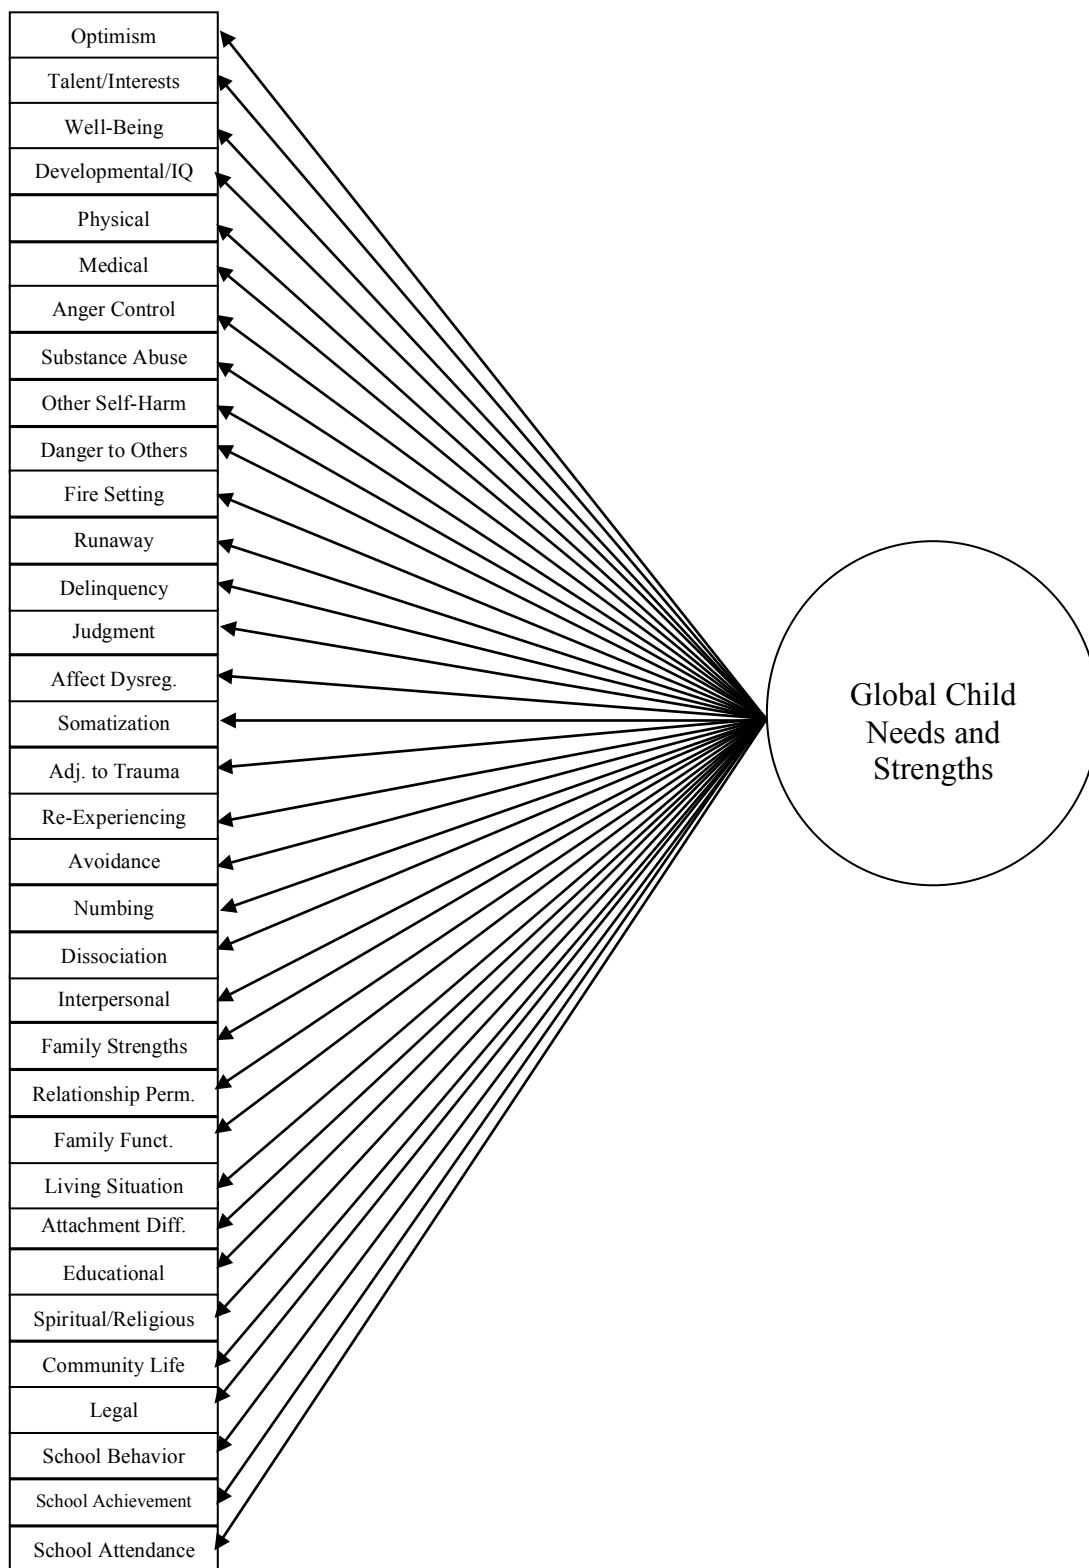 Optimism
Talent/Interests
Well-Being
Developmental/IQ
Physical
Medical
Anger Control
Substance Abuse
Other Self-Harm
Danger to Others
Fire Setting
Runaway
Delinquency
Judgment
Affect Dysreg.
Somatization
Adj. to Trauma
Re-Experiencing
Avoidance
Numbing
Dissociation
Interpersonal
Family Strengths
Relationship Perm.
Family Funct.
Living Situation
Attachment Diff.
Educational
Spiritual/Religious
Community Life
Legal
School Behavior
School Achievement
School Attendance
Global Child
Needs and
Strengths